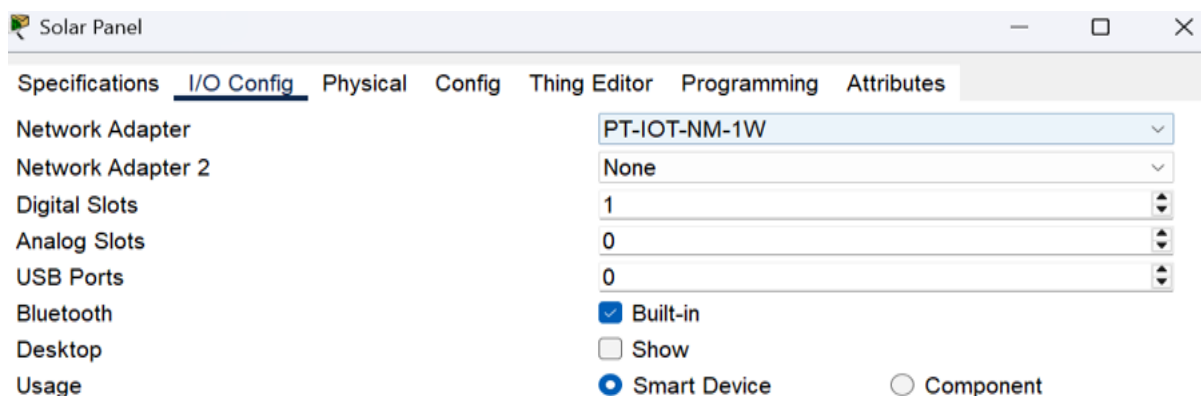 Solar Panel
Specifications I/O Config Physical Config Thing Editor Programming Attributes
Network Adapter PT-IOT-NM-1W
Network Adapter 2 None
Digital Slots 1
Analog Slots 0
USB Ports 0
Bluetooth Built-in
Desktop Show
Usage Smart Device Component